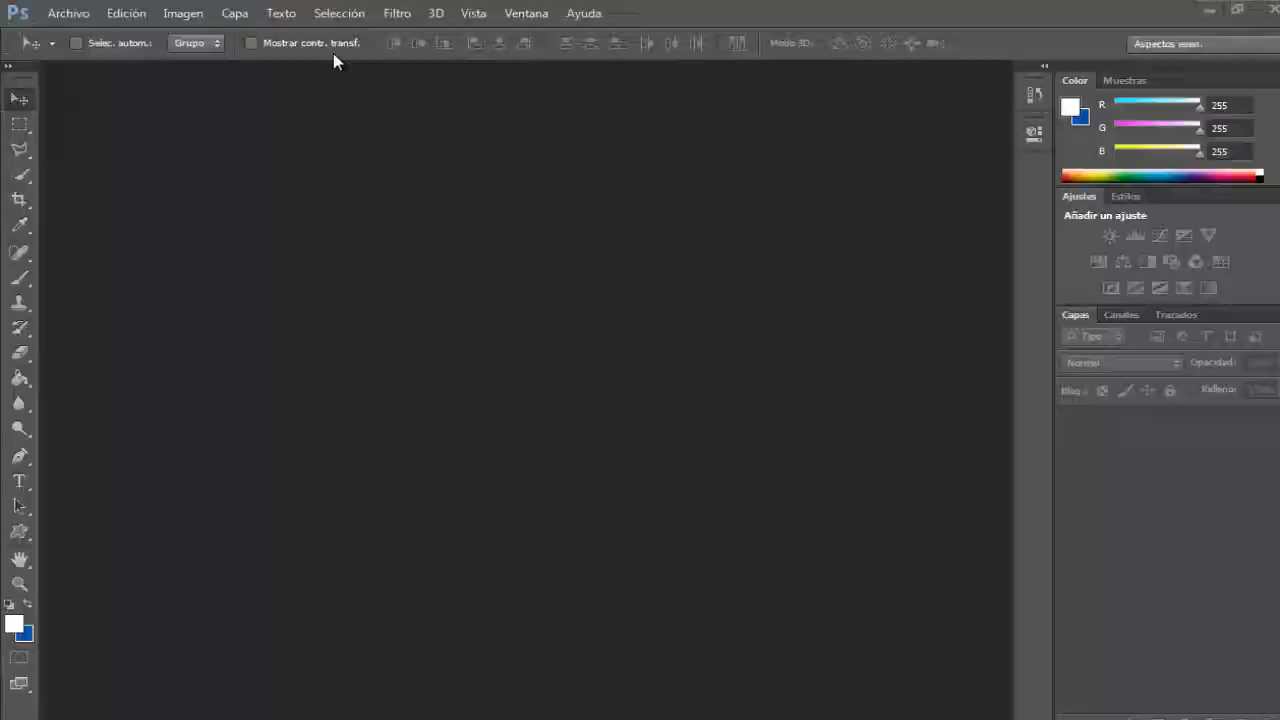 Ps Archivo Edición Imagen Capa Texto Selección Filtro 3D Vista Ventana Ayuda
Selec. autom.: Grupo Mostrar contr. transf. Modo 3D: Aspectos esen.
Color Muestras
R 255
G 255
B 255
Ajustes Estilos
Añadir un ajuste
Capas Canales Trazados
Tipo
Normal Opacidad:
Bloq.: Relleno: